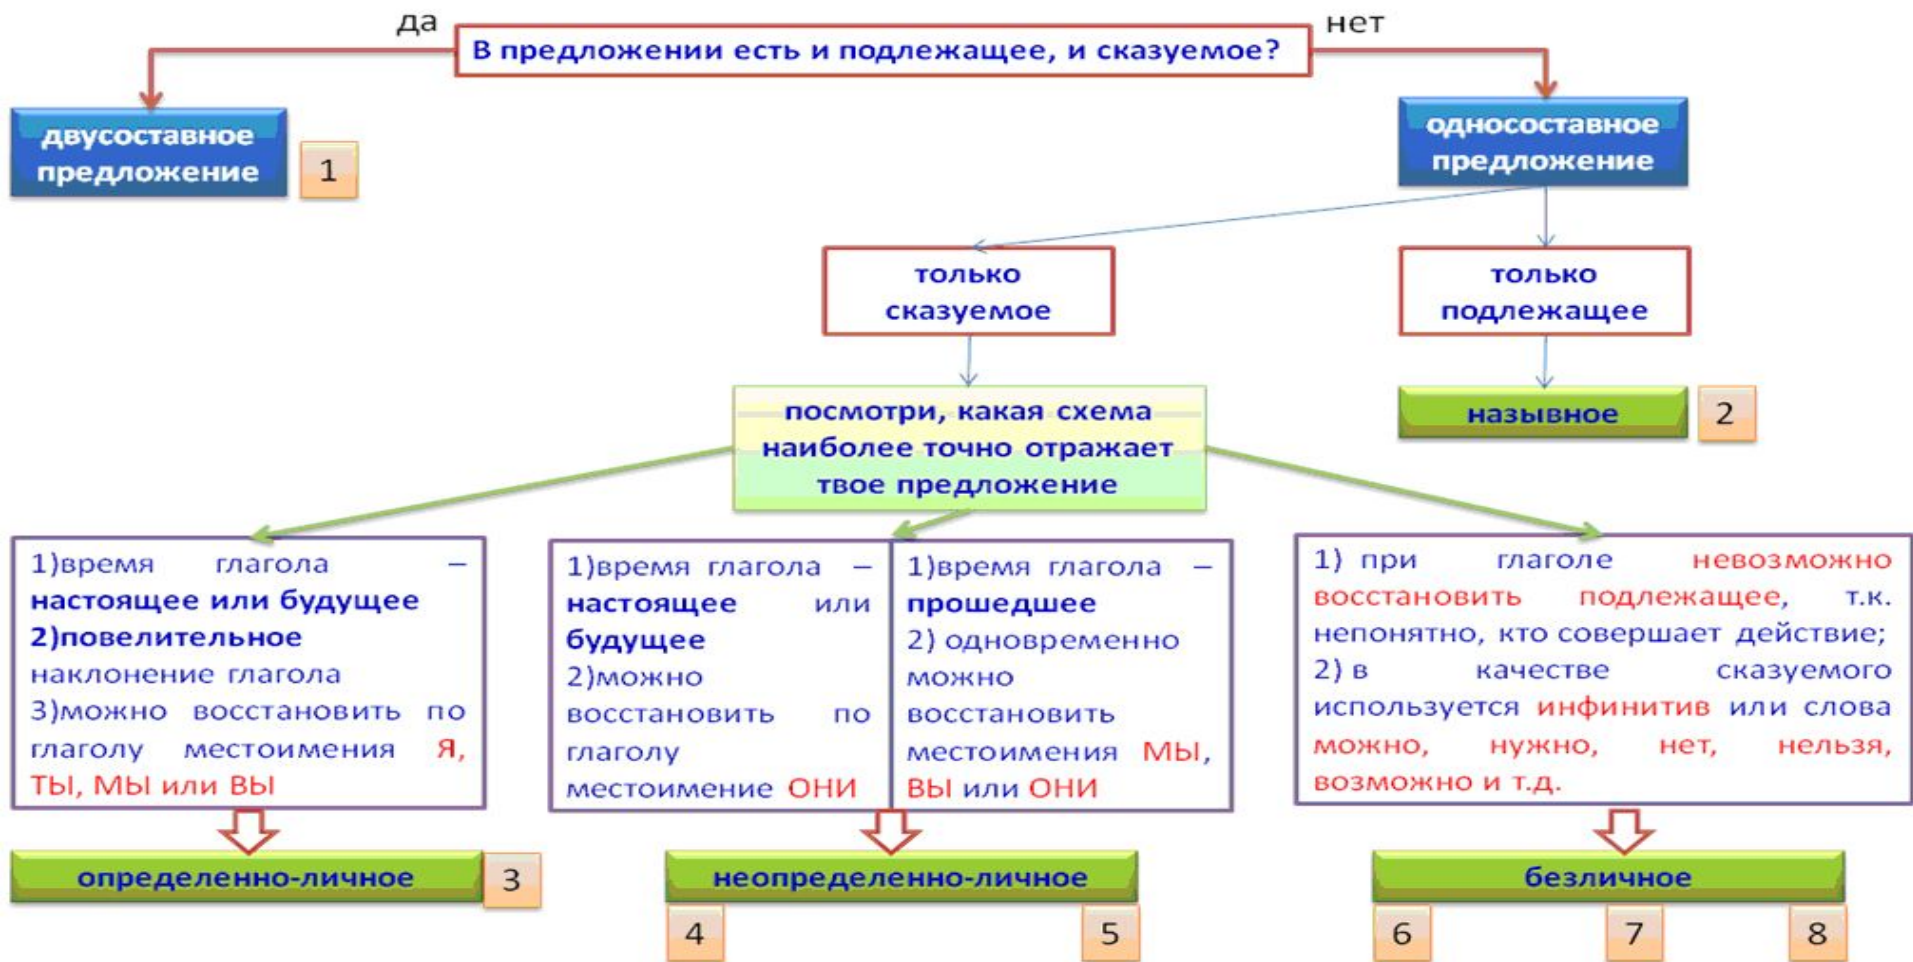 да
нет
В предложении есть и подлежащее, и сказуемое?
двусоставное
предложение
1
односоставное
предложение
только
сказуемое
только
подлежащее
посмотри, какая схема
наиболее точно отражает
твое предложение
назывное
2
1)время глагола –
настоящее или будущее
2)повелительное
наклонение глагола
3)можно восстановить по
глаголу местоимения Я,
ТЫ, МЫ или ВЫ
1)время глагола –
настоящее или
будущее
2)можно
восстановить по
глаголу
местоимение ОНИ
1)время глагола –
прошедшее
2) одновременно
можно
восстановить
местоимения МЫ,
ВЫ или ОНИ
1) при глаголе невозможно
восстановить подлежащее, т.к.
непонятно, кто совершает действие;
2) в качестве сказуемого
используется инфинитив или слова
можно, нужно, нет, нельзя,
возможно и т.д.
определенно-личное
3
неопределенно-личное
4
5
безличное
6
7
8